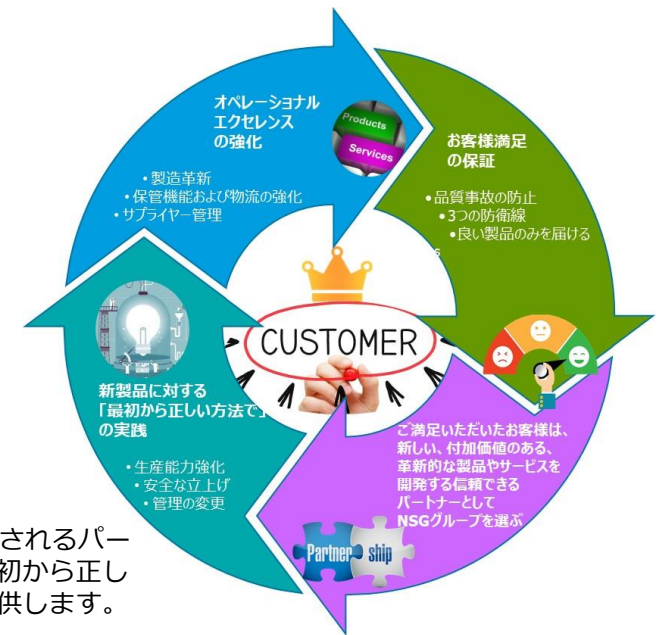 オペレーショナル
エクセレンス
の強化
• 製造革新
• 保管機能および物流の強化
• サプライヤー管理
Products
Services
お客様満足
の保証
•品質事故の防止
•3つの防衛線
•良い製品のみを届ける
CUSTOMER
新製品に対する
「最初から正しい方法で」
の実践
• 生産能力強化
• 安全な立上げ
• 管理の変更
ご満足いただいたお客様は、
新しい、付加価値のある、
革新的な製品やサービスを
開発する信頼できる
パートナーとして
NSGグループを選ぶ
Partner ship
されるパー
初から正し
供します。